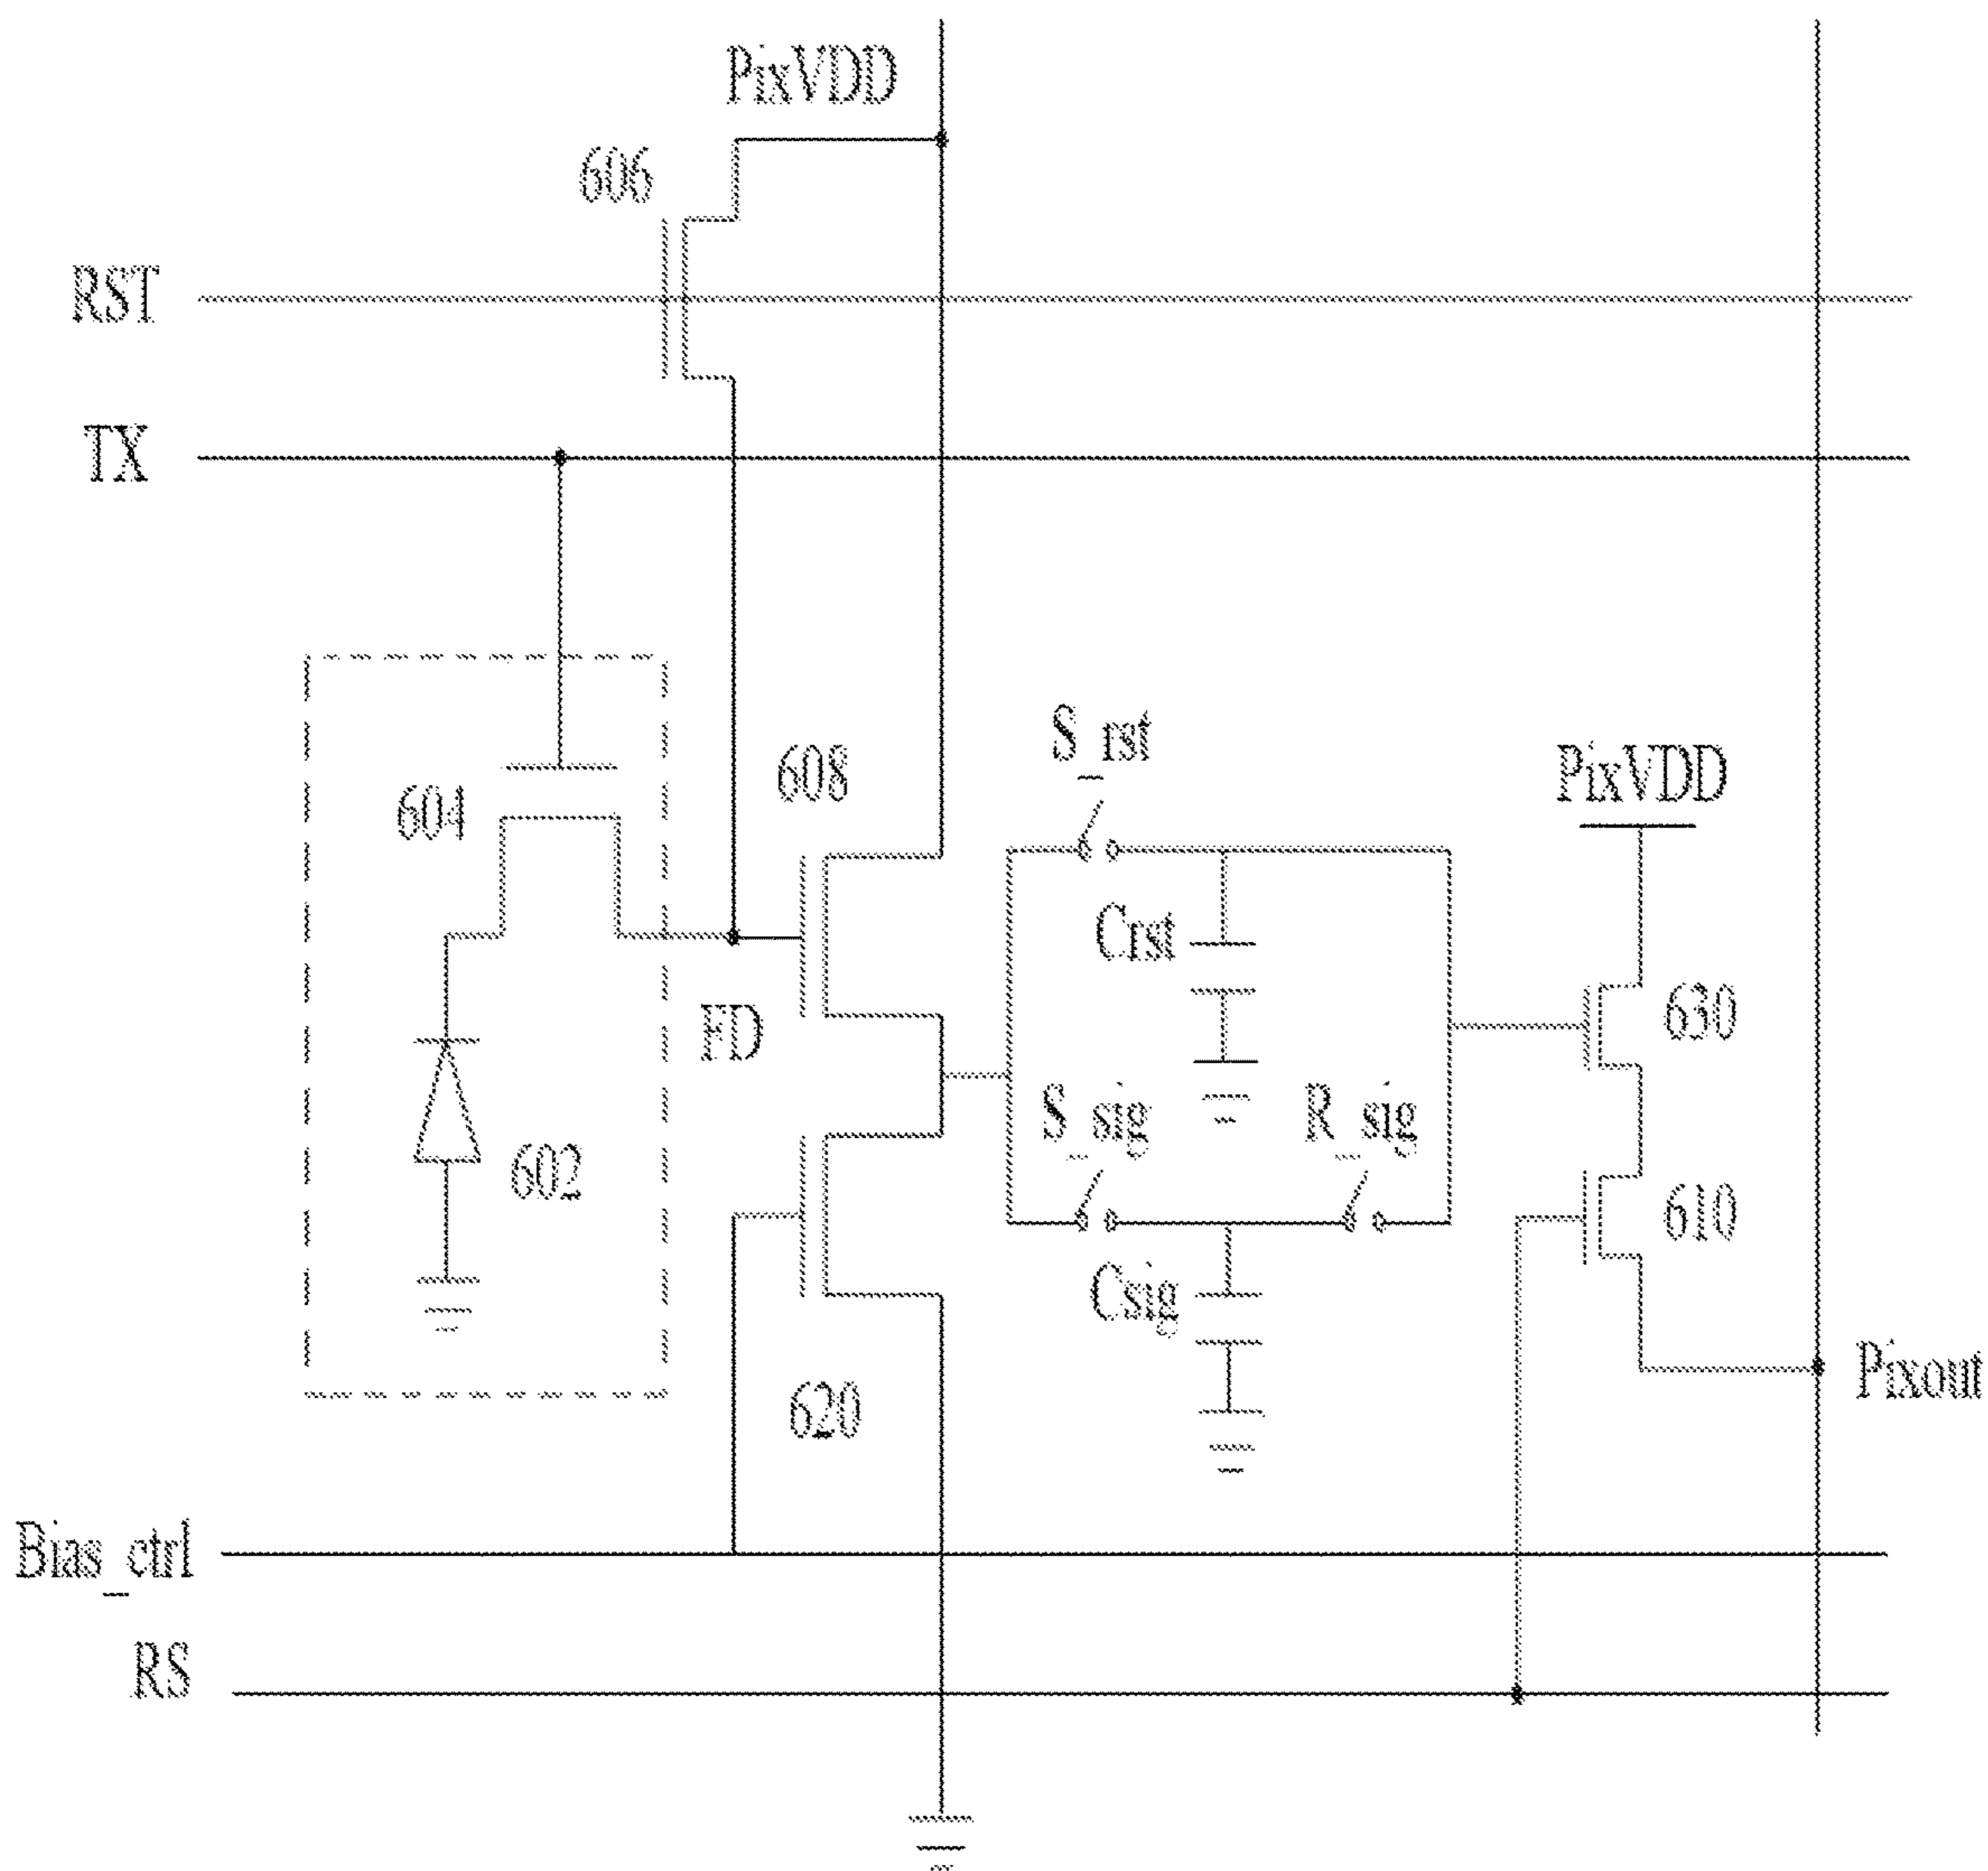 PixVDD
606
RST
TX
S_rst
608
PixVDD
604
Crst
630
FD
S_sig
R_sig
602
610
Csig
Pixout
620
Bias_ctrl
RS